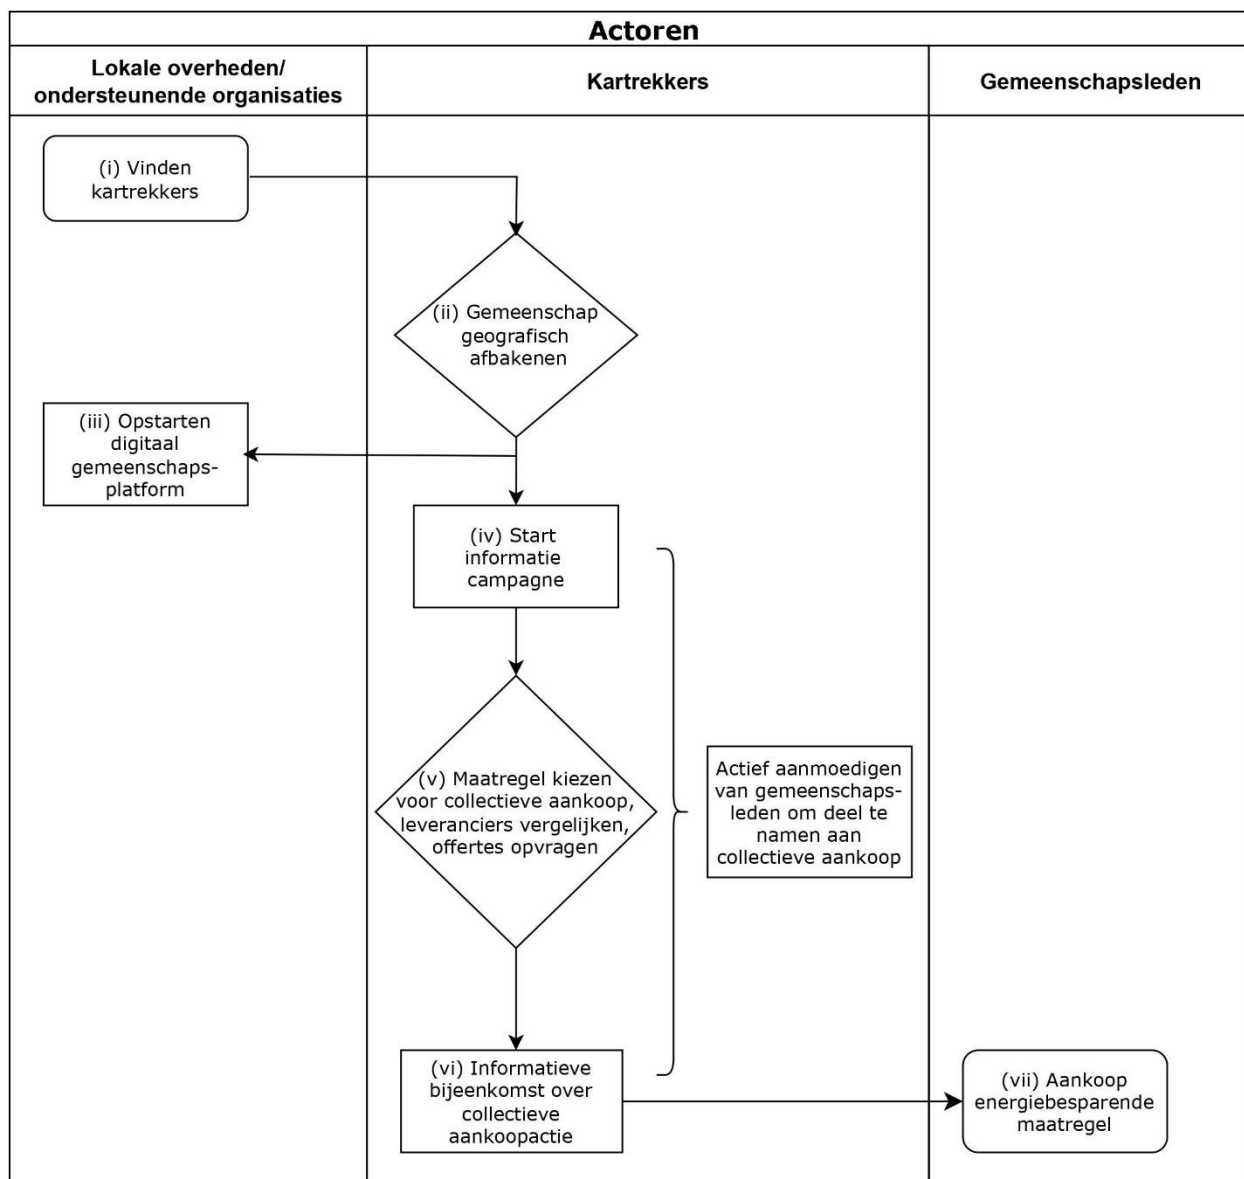 Actoren
Lokale overheden/
ondersteunende organisaties
Kartrekkers
Gemeenschapsleden
(i) Vinden
kartrekkers
(ii) Gemeenschap
geografisch
afbakenen
(iii) Opstarten
digitaal
gemeenschaps-
platform
(iv) Start
informatie
campagne
(v) Maatregel kiezen
voor collectieve aankoop,
leveranciers vergelijken,
offertes opvragen
Actief aanmoedigen
van gemeenschaps-
leden om deel te
namen aan
collectieve aankoop
(vi) Informatieve
bijeenkomst over
collectieve
aankoopactie
(vii) Aankoop
energiebesparende
maatregel